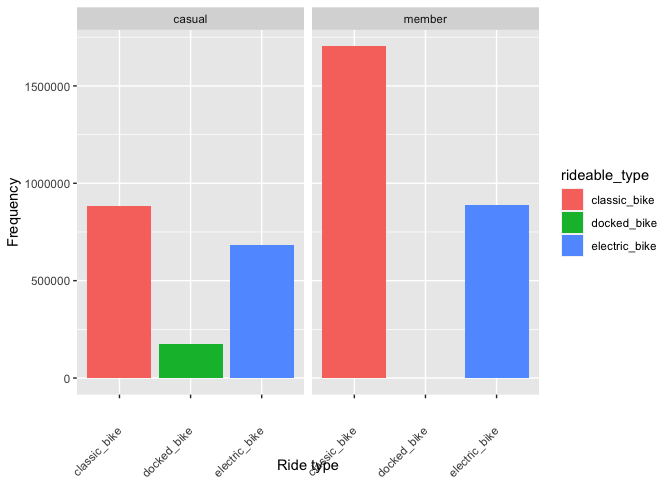 casual
member
Frequency
1500000
1000000
500000
0
classic_bike
docked_bike
electric_bike
classic_bike
docked_bike
electric_bike
Ride type
rideable_type
classic_bike
docked_bike
electric_bike